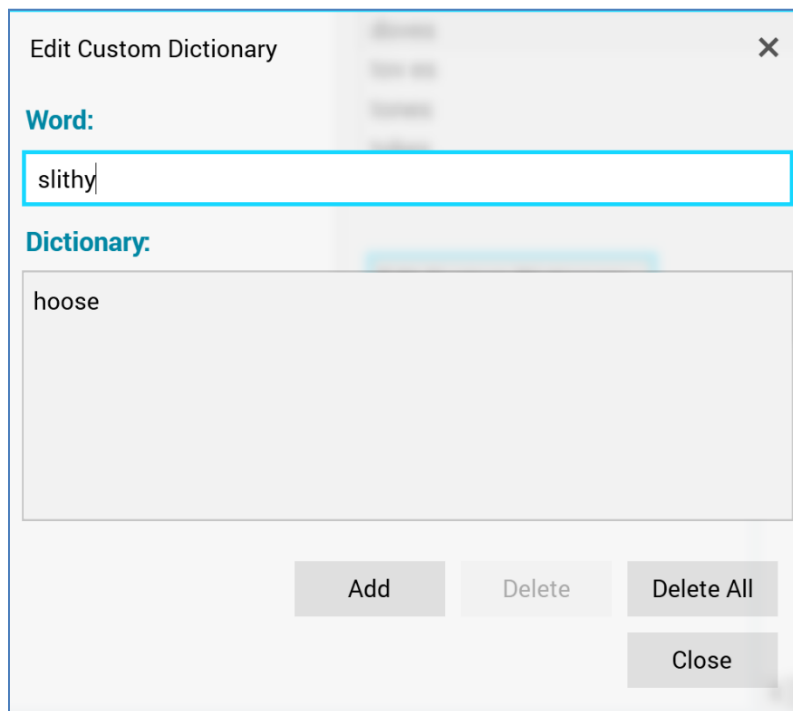 Edit Custom Dictionary ✕
Word:
slithy
Dictionary:
hoose
Add Delete Delete All
Close